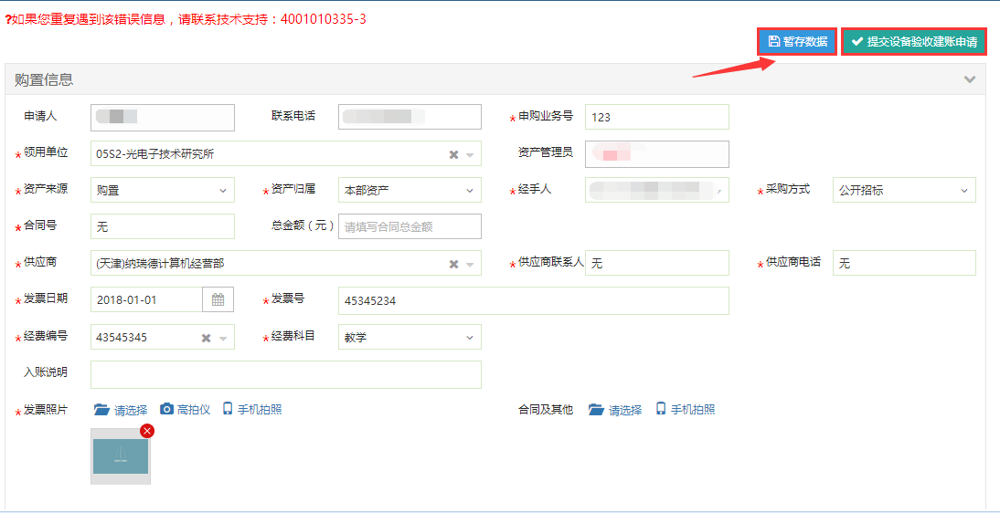 ?如果您重复遇到该错误信息，请联系技术支持：4001010335-3
暂存数据 提交设备验收建账申请
购置信息
申请人 联系电话 *申购业务号 123
*领用单位 05S2-光电子技术研究所 资产管理员
*资产来源 购置 *资产归属 本部资产 *经手人 *采购方式 公开招标
*合同号 无 总金额（元） 请填写合同总金额
*供应商 (天津)纳瑞德计算机经营部 *供应商联系人 无 *供应商电话 无
*发票日期 2018-01-01 *发票号 45345234
*经费编号 43545345 *经费科目 教学
入账说明
*发票照片 请选择 高拍仪 手机拍照 合同及其他 请选择 手机拍照